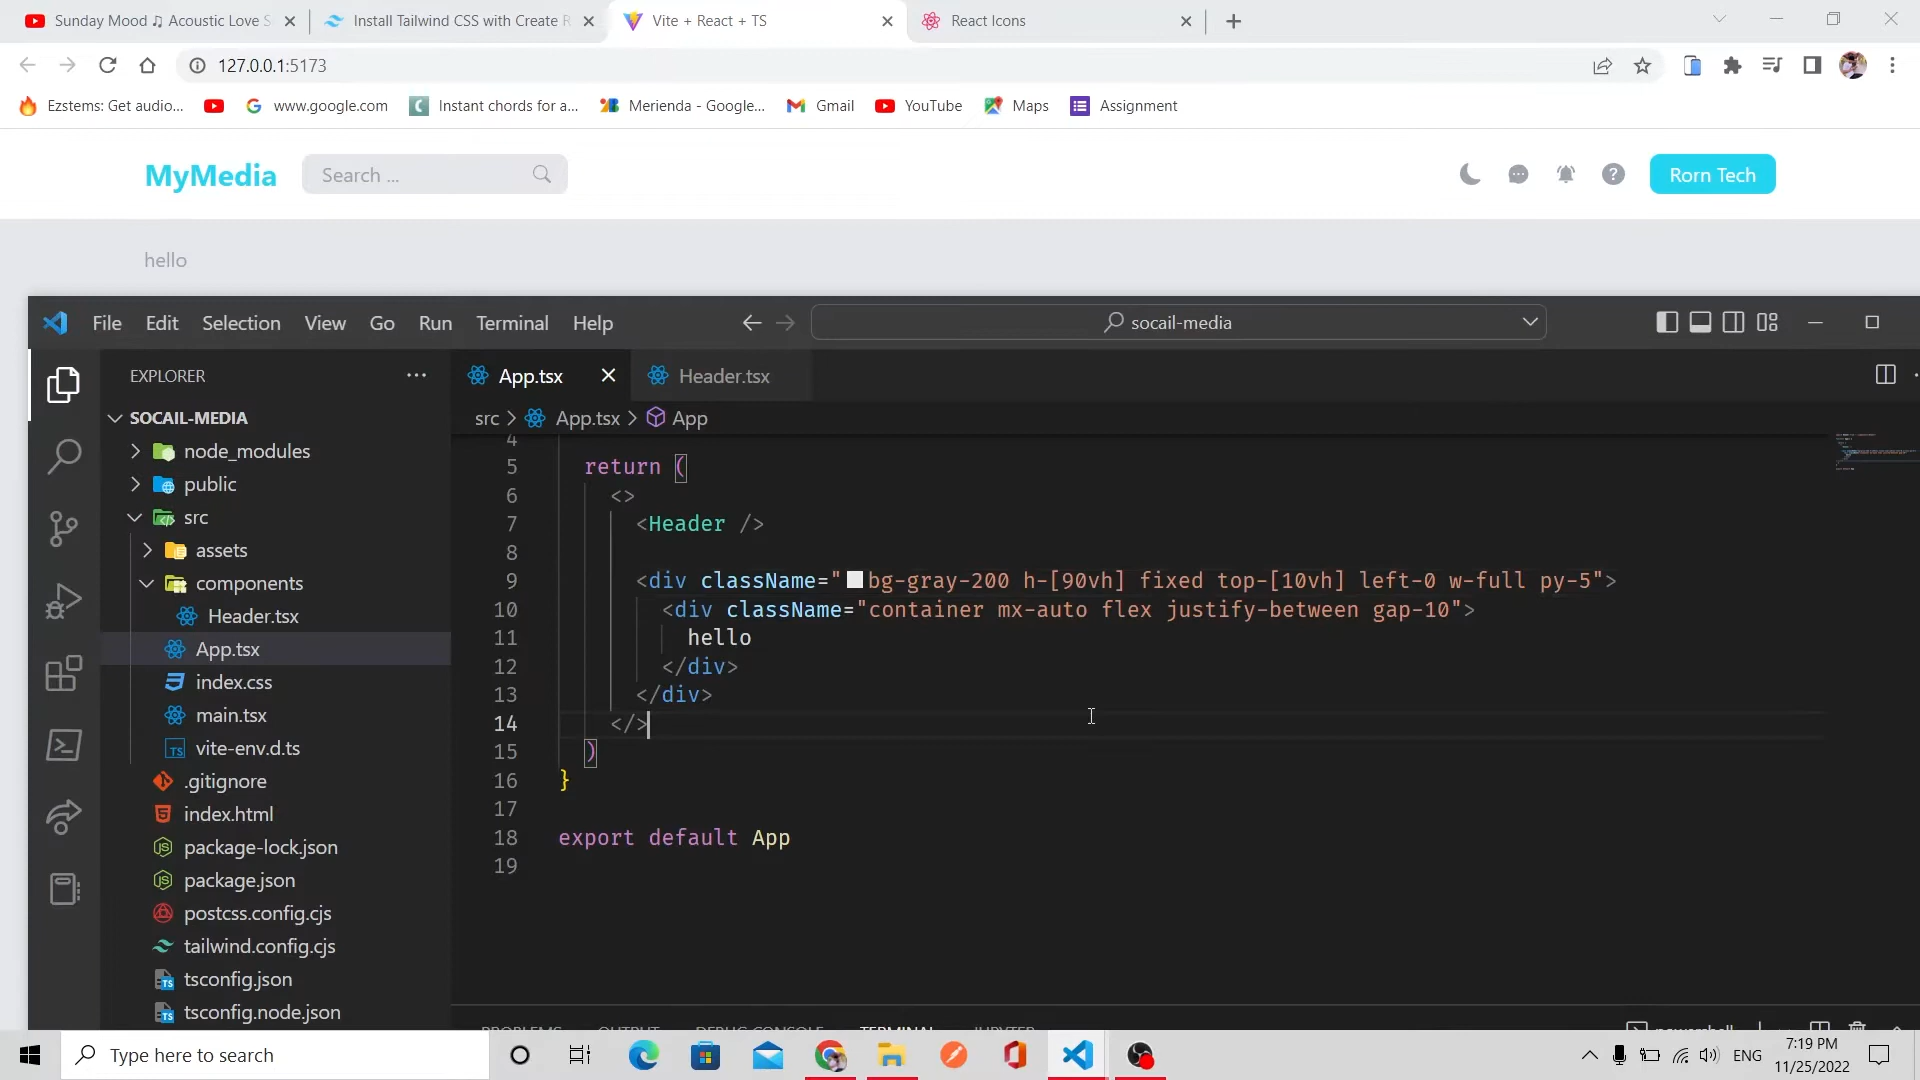 Sunday Mood ♫ Acoustic Love S
Install Tailwind CSS with Create R
Vite + React + TS
React Icons
127.0.0.1:5173
Ezstems: Get audio...
www.google.com
Instant chords for a...
Merienda - Google...
Gmail
YouTube
Maps
Assignment
MyMedia
Search ...
Rorn Tech
hello
File Edit Selection View Go Run Terminal Help
socail-media
EXPLORER
App.tsx
Header.tsx
SOCAIL-MEDIA
src > App.tsx > App
node_modules
public
src
assets
components
Header.tsx
App.tsx
index.css
main.tsx
vite-env.d.ts
.gitignore
index.html
package-lock.json
package.json
postcss.config.cjs
tailwind.config.cjs
tsconfig.json
tsconfig.node.json
4
5 return (
6 <>
7 <Header />
8
9 <div className="bg-gray-200 h-[90vh] fixed top-[10vh] left-0 w-full py-5">
10 <div className="container mx-auto flex justify-between gap-10">
11 hello
12 </div>
13 </div>
14 </>
15 )
16 }
17
18 export default App
19
PROBLEMS OUTPUT DEBUG CONSOLE TERMINAL JUPYTER
powershell
Type here to search
ENG
7:19 PM
11/25/2022